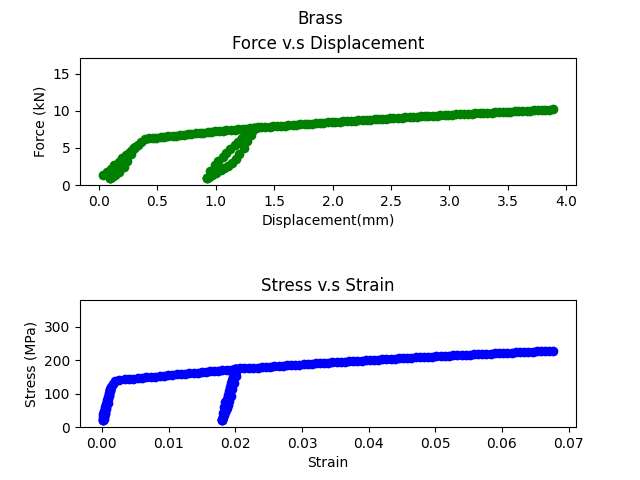 Brass
Force v.s Displacement
15
10
5
0
Force (kN)
0.0 0.5 1.0 1.5 2.0 2.5 3.0 3.5 4.0
Displacement(mm)
Stress v.s Strain
300
200
100
0
Stress (MPa)
0.00 0.01 0.02 0.03 0.04 0.05 0.06 0.07
Strain